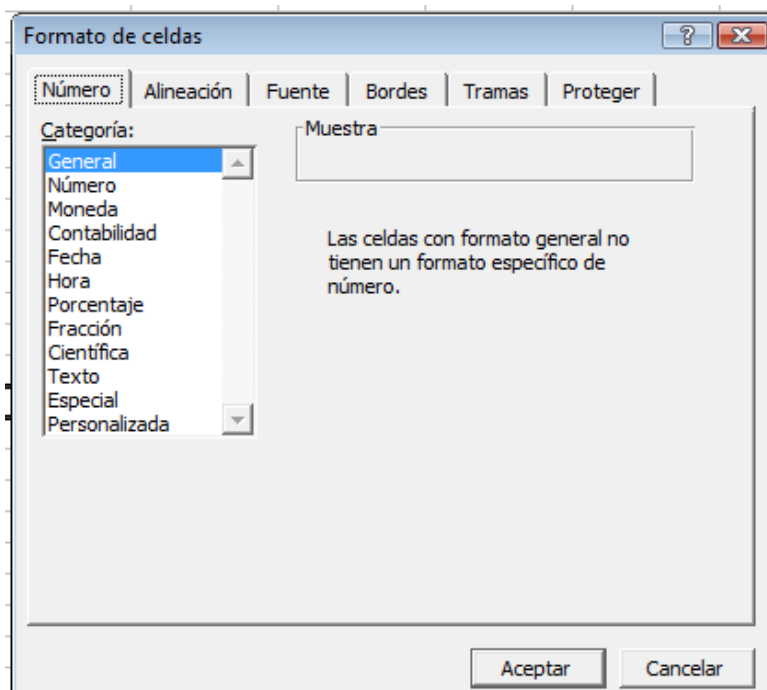 Formato de celdas
Número Alineación Fuente Bordes Tramas Proteger
Categoría:
General
Número
Moneda
Contabilidad
Fecha
Hora
Porcentaje
Fracción
Científica
Texto
Especial
Personalizada
Muestra
Las celdas con formato general no
tienen un formato específico de
número.
Aceptar Cancelar